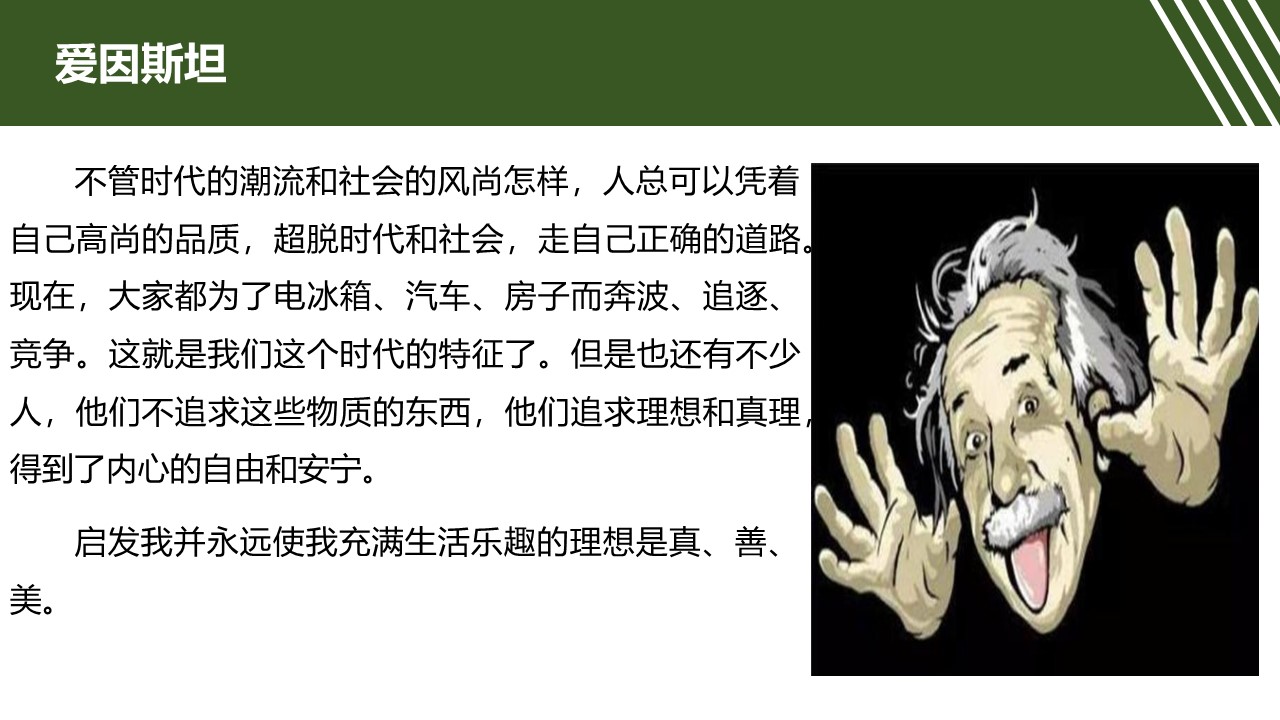 爱因斯坦
不管时代的潮流和社会的风尚怎样，人总可以凭着
自己高尚的品质，超脱时代和社会，走自己正确的道路。
现在，大家都为了电冰箱、汽车、房子而奔波、追逐、
竞争。这就是我们这个时代的特征了。但是也还有不少
人，他们不追求这些物质的东西，他们追求理想和真理，
得到了内心的自由和安宁。
启发我并永远使我充满生活乐趣的理想是真、善、
美。